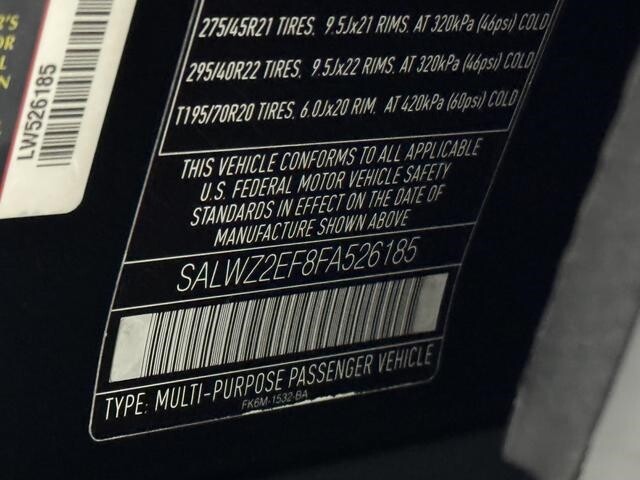 275/45R21 TIRES, 9.5Jx21 RIMS, AT 320kPa (46psi) COLD
295/40R22 TIRES, 9.5Jx22 RIMS, AT 320kPa (46psi) COLD
T195/70R20 TIRES, 6.0Jx20 RIM, AT 420kPa (60psi) COLD
THIS VEHICLE CONFORMS TO ALL APPLICABLE
U.S. FEDERAL MOTOR VEHICLE SAFETY
STANDARDS IN EFFECT ON THE DATE OF
MANUFACTURE SHOWN ABOVE
SALWZ2EF8FA526185
TYPE: MULTI-PURPOSE PASSENGER VEHICLE
FK6M-1532-BA
LW526185